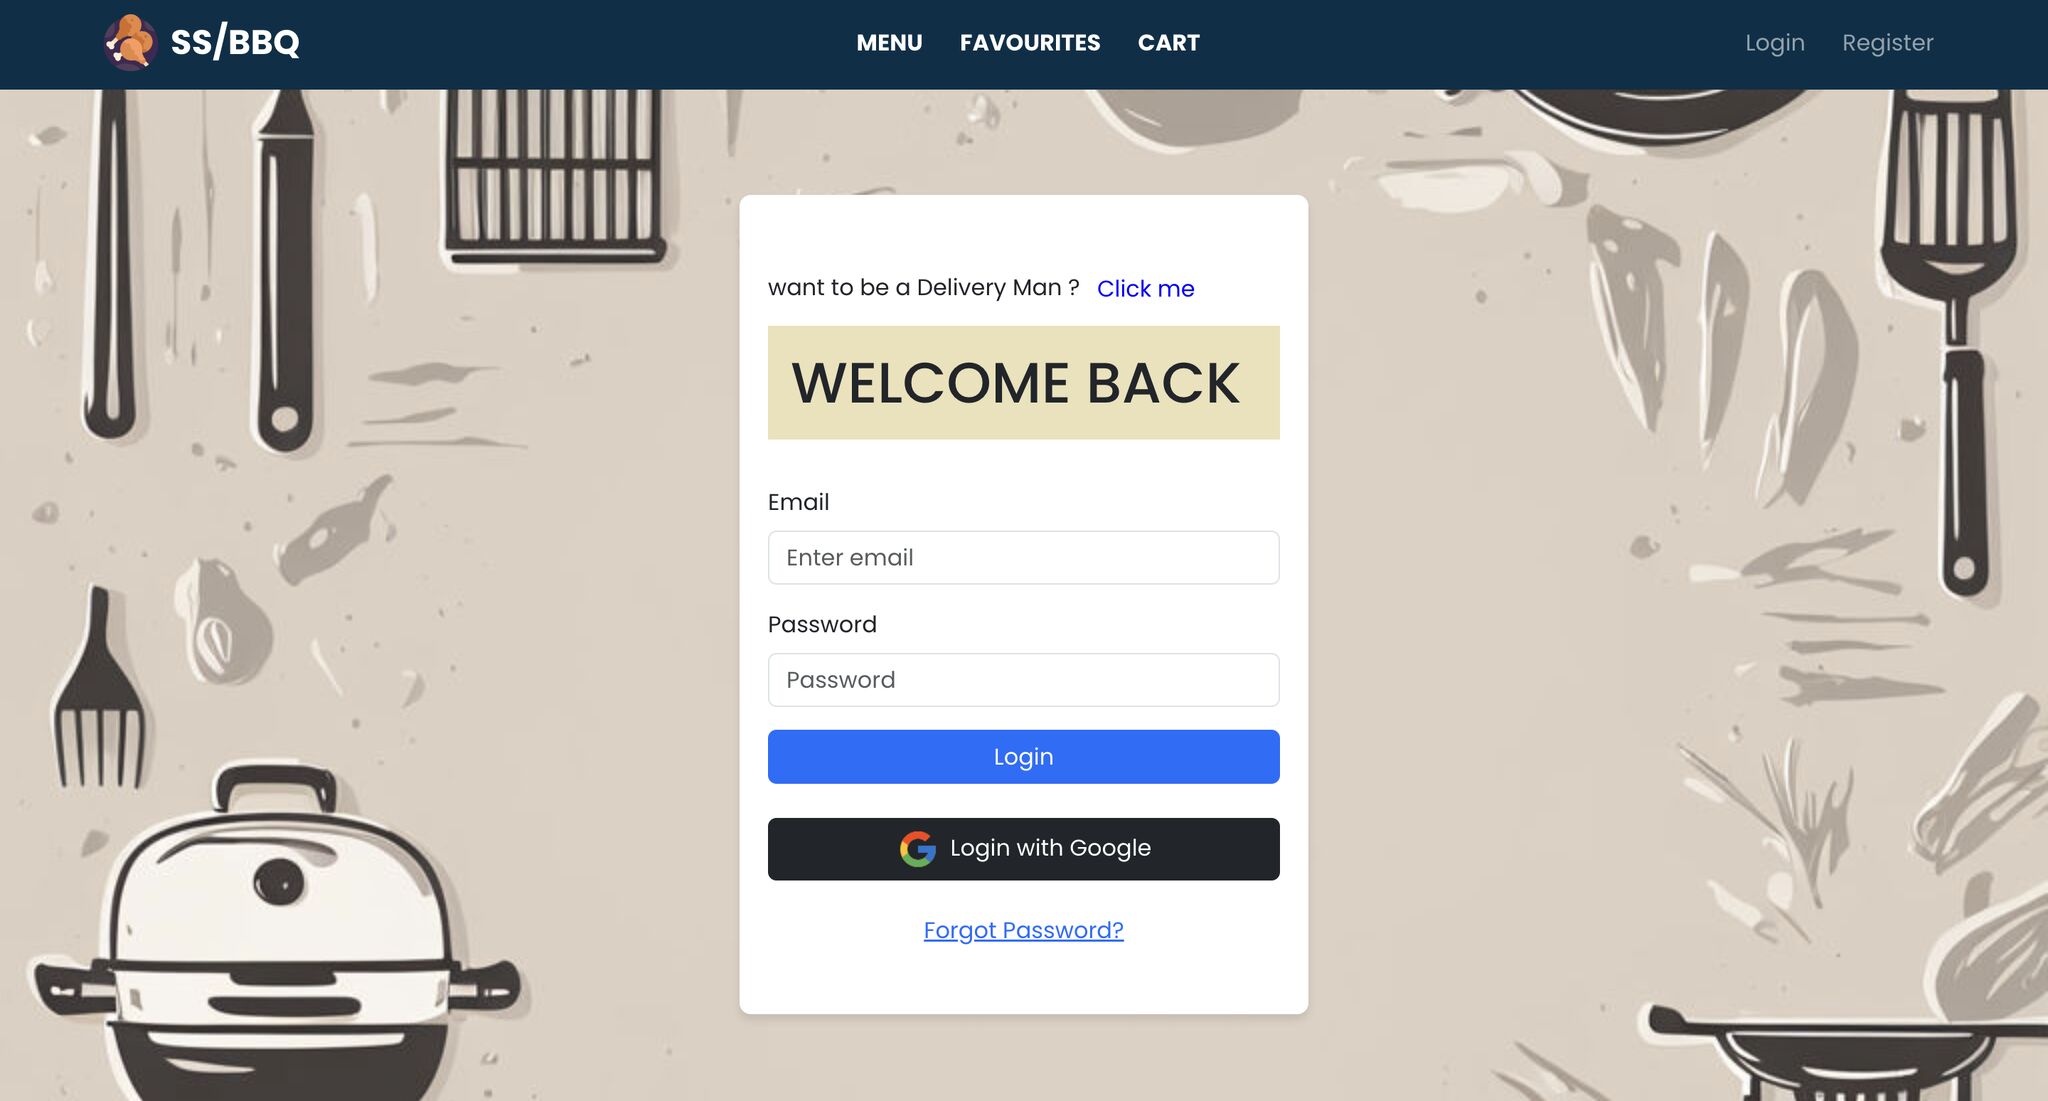 SS/BBQ
MENU FAVOURITES CART
Login Register
want to be a Delivery Man ? Click me
WELCOME BACK
Email
Enter email
Password
Password
Login
Login with Google
Forgot Password?